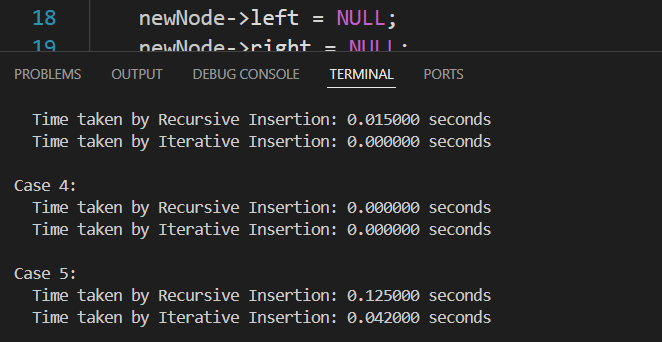 18 newNode->left = NULL;
19 newNode->right = NULL;
PROBLEMS OUTPUT DEBUG CONSOLE TERMINAL PORTS
Time taken by Recursive Insertion: 0.015000 seconds
Time taken by Iterative Insertion: 0.000000 seconds
Case 4:
Time taken by Recursive Insertion: 0.000000 seconds
Time taken by Iterative Insertion: 0.000000 seconds
Case 5:
Time taken by Recursive Insertion: 0.125000 seconds
Time taken by Iterative Insertion: 0.042000 seconds